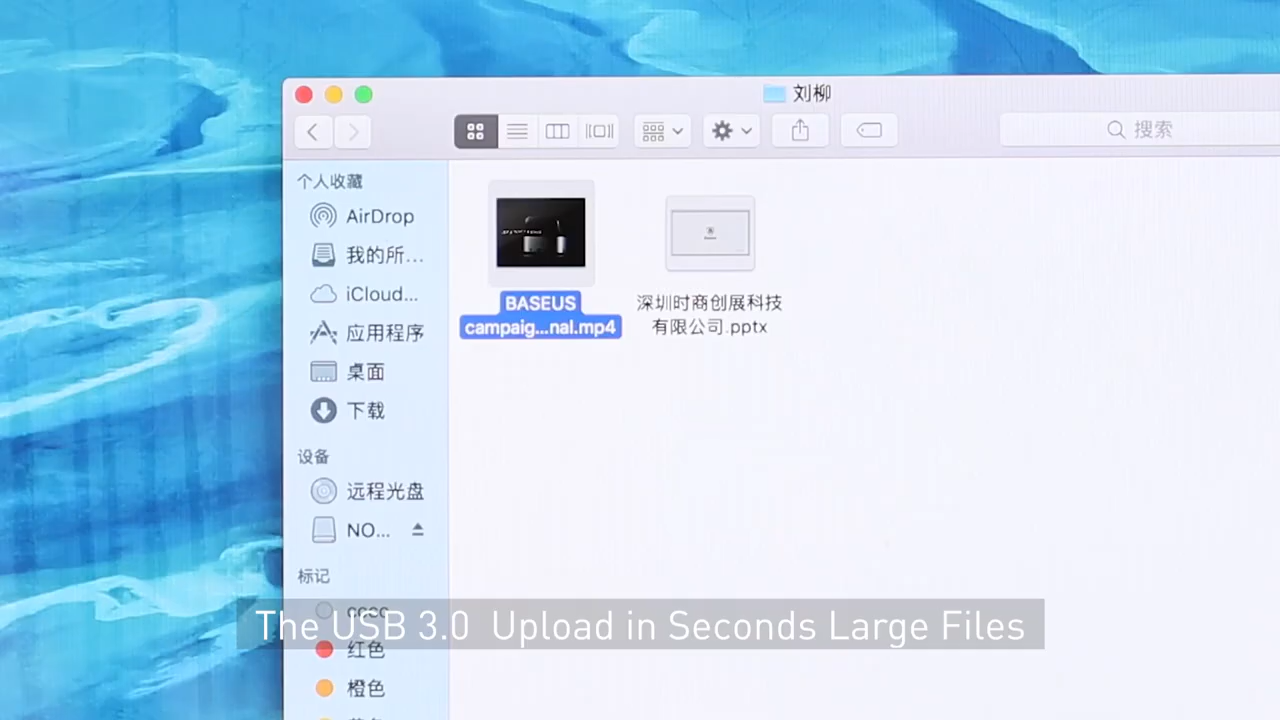 刘柳
搜索
个人收藏
AirDrop
我的所…
iCloud...
应用程序
桌面
下载
设备
远程光盘
NO...
标记
红色
橙色
BASEUS
campaig...nal.mp4
深圳时商创展科技
有限公司.pptx
The USB 3.0 Upload in Seconds Large Files